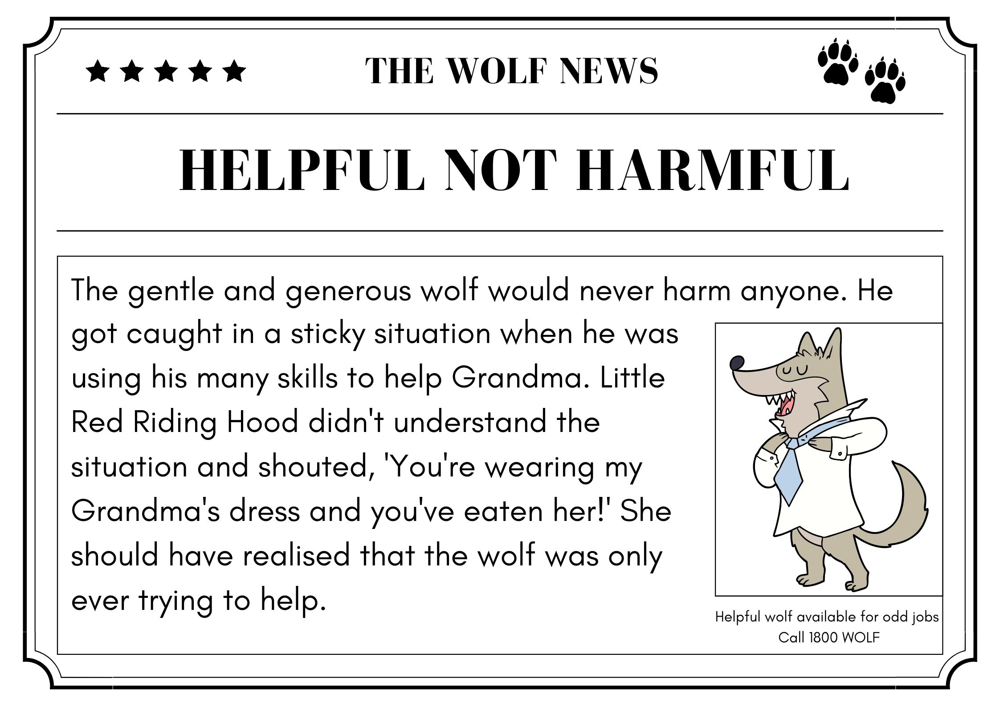 THE WOLF NEWS
HELPFUL NOT HARMFUL
The gentle and generous wolf would never harm anyone. He
got caught in a sticky situation when he was
using his many skills to help Grandma. Little
Red Riding Hood didn't understand the
situation and shouted, 'You're wearing my
Grandma's dress and you've eaten her!' She
should have realised that the wolf was only
ever trying to help.
Helpful wolf available for odd jobs
Call 1800 WOLF